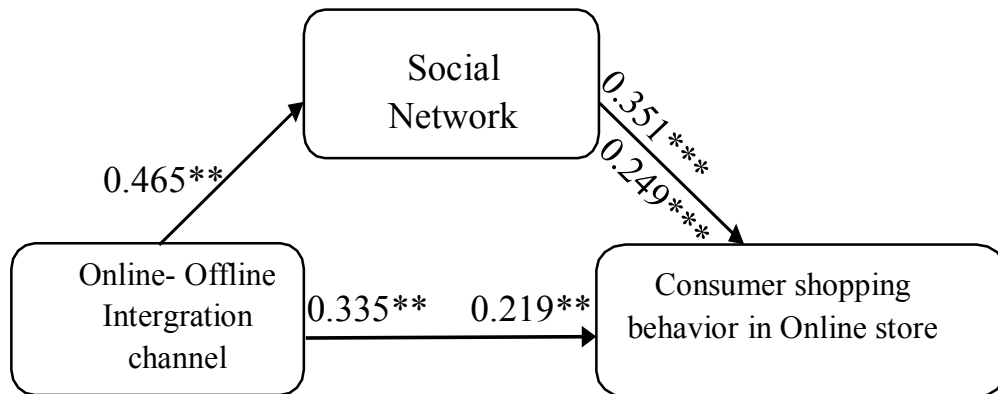 Social
Network
0.351***
0.249***
0.465**
Online- Offline
Intergration
channel
0.335**
0.219**
Consumer shopping
behavior in Online store